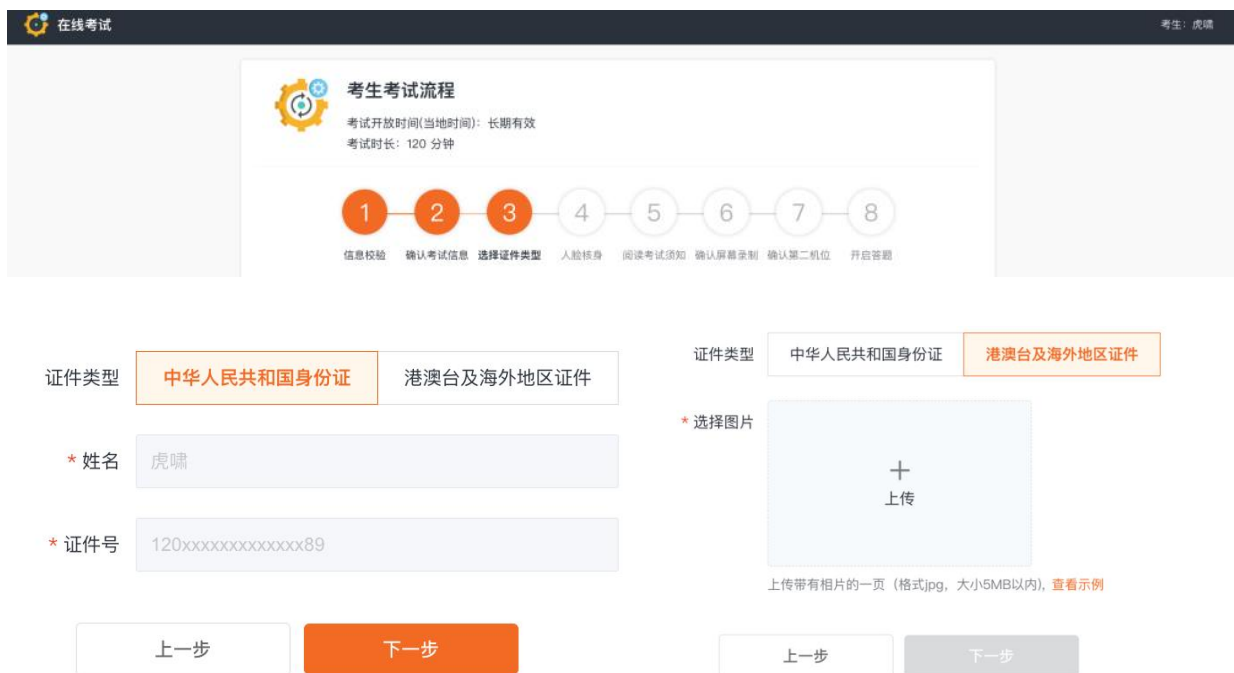 在线考试
考生：虎啸
考生考试流程
考试开放时间(当地时间)：长期有效
考试时长：120 分钟
1 2 3 4 5 6 7 8
信息校验 确认考试信息 选择证件类型 人脸核身 阅读考试须知 确认屏幕录制 确认第二机位 开启答题
证件类型 中华人民共和国身份证 港澳台及海外地区证件
* 姓名 虎啸
* 证件号 120xxxxxxxxxxxxx89
上一步 下一步
证件类型 中华人民共和国身份证 港澳台及海外地区证件
* 选择图片
上传
上传带有相片的一页（格式jpg，大小5MB以内), 查看示例
上一步 下一步